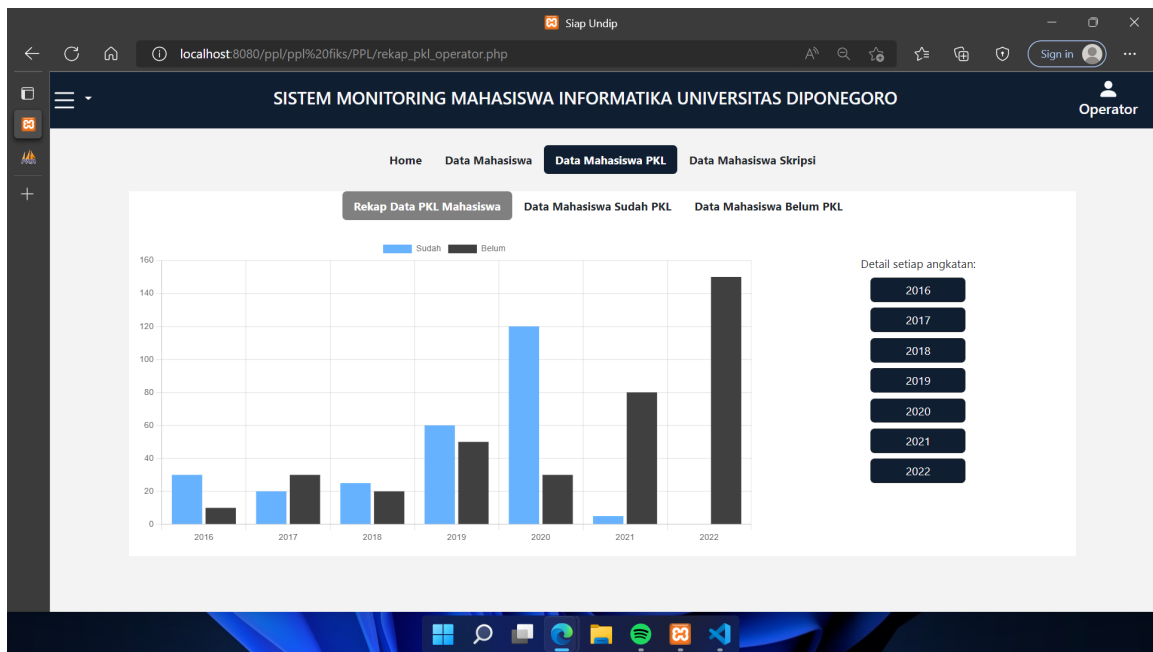 Siap Undip
localhost:8080/ppl/ppl%20fiks/PPL/rekap_pkl_operator.php
Sign in
SISTEM MONITORING MAHASISWA INFORMATIKA UNIVERSITAS DIPONEGORO
Operator
Home Data Mahasiswa Data Mahasiswa PKL Data Mahasiswa Skripsi
Rekap Data PKL Mahasiswa Data Mahasiswa Sudah PKL Data Mahasiswa Belum PKL
Sudah Belum
160
140
120
100
80
60
40
20
0
2016 2017 2018 2019 2020 2021 2022
Detail setiap angkatan:
2016
2017
2018
2019
2020
2021
2022